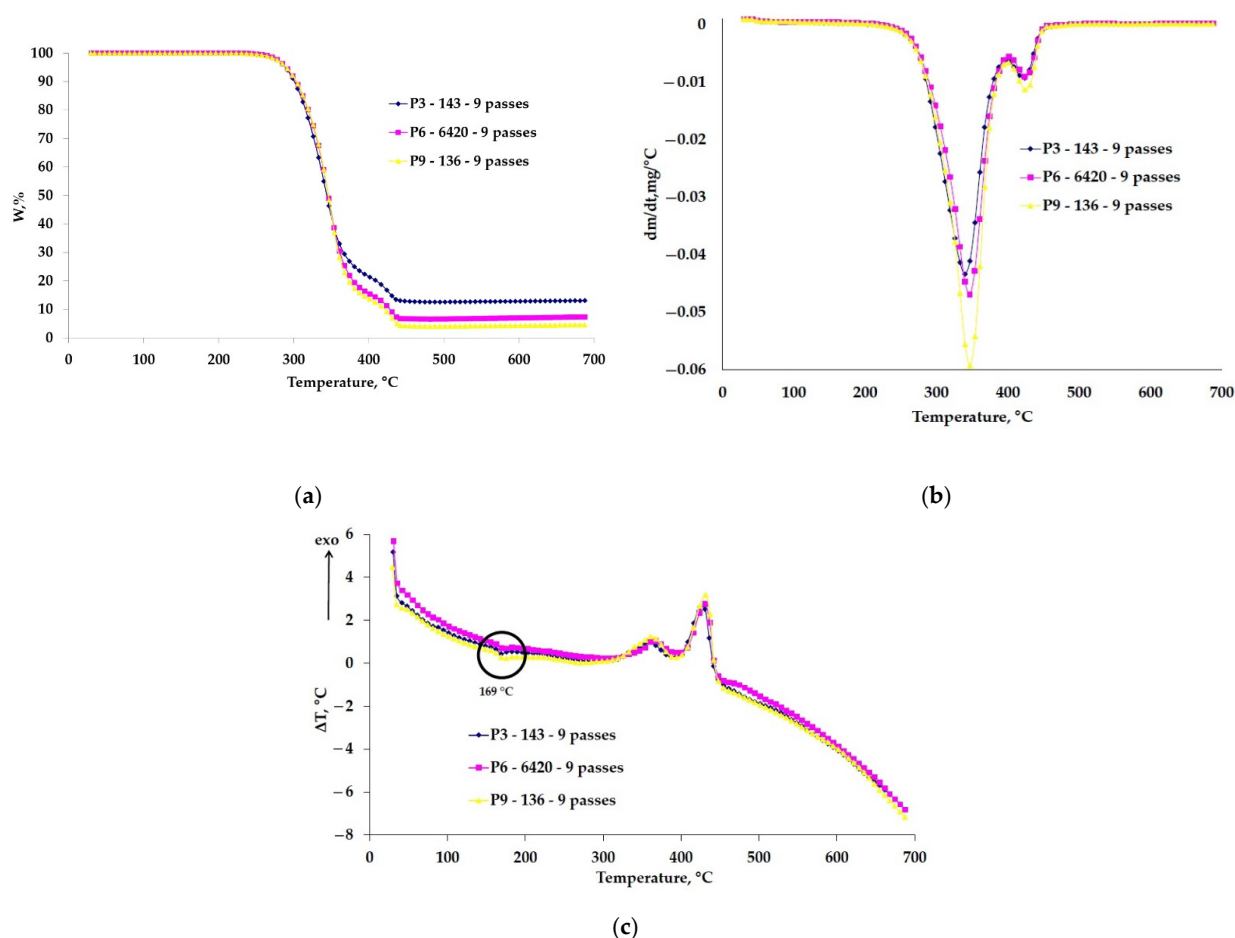 100
90
80
70
60
50
40
30
20
10
0
W,%
P3 - 143 - 9 passes
P6 - 6420 - 9 passes
P9 - 136 - 9 passes
0 100 200 300 400 500 600 700
Temperature, °C
(a)
0
−0.01
−0.02
−0.03
−0.04
−0.05
−0.06
dm/dt,mg/°C
P3 - 143 - 9 passes
P6 - 6420 - 9 passes
P9 - 136 - 9 passes
0 100 200 300 400 500 600 700
Temperature, °C
(b)
exo
6
4
2
0
−2
−4
−6
−8
ΔT, °C
169 °C
P3 - 143 - 9 passes
P6 - 6420 - 9 passes
P9 - 136 - 9 passes
0 100 200 300 400 500 600 700
Temperature, °C
(c)